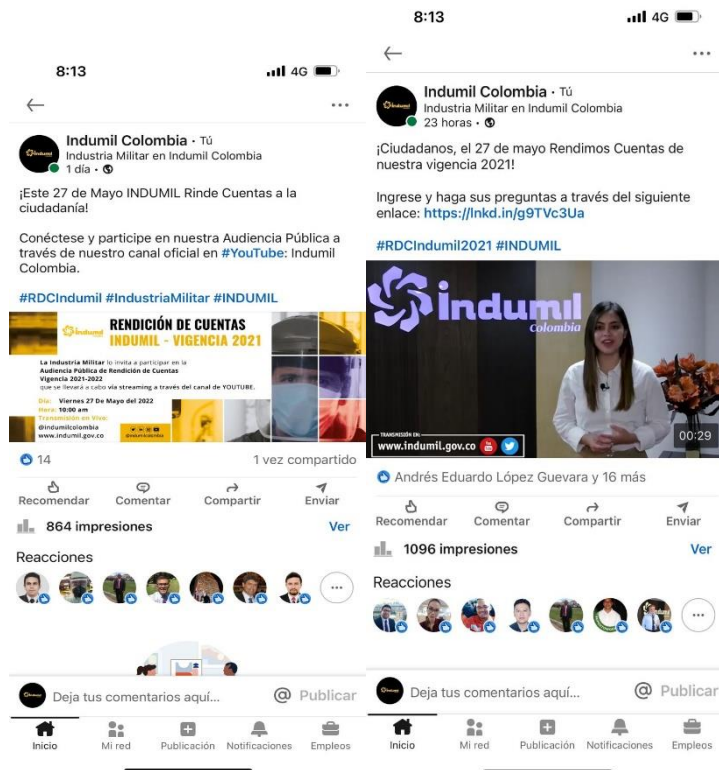 8:13
4G
Indumil Colombia • Tú
Industria Militar en Indumil Colombia
1 día •
¡Este 27 de Mayo INDUMIL Rinde Cuentas a la
ciudadanía!
Conéctese y participe en nuestra Audiencia Pública a
través de nuestro canal oficial en #YouTube: Indumil
Colombia.
#RDCIndumil #IndustriaMilitar #INDUMIL
Indumil
RENDICIÓN DE CUENTAS
INDUMIL - VIGENCIA 2021
La Industria Militar lo invita a participar en la
Audiencia Pública de Rendición de Cuentas
Vigencia 2021-2022
que se llevará a cabo vía streaming a través del canal de YOUTUBE.
Día: Viernes 27 De Mayo del 2022
Hora: 10:00 am
Transmisión en Vivo:
@indumilcolombia
www.indumil.gov.co
@indumilcolombia
14
1 vez compartido
Recomendar
Comentar
Compartir
Enviar
864 impresiones
Ver
Reacciones
Deja tus comentarios aquí...
@ Publicar
Inicio
Mi red
Publicación
Notificaciones
Empleos
8:13
4G
Indumil Colombia • Tú
Industria Militar en Indumil Colombia
23 horas •
¡Ciudadanos, el 27 de mayo Rendimos Cuentas de
nuestra vigencia 2021!
Ingrese y haga sus preguntas a través del siguiente
enlace: https://lnkd.in/g9TVc3Ua
#RDCIndumil2021 #INDUMIL
indumil
Colombia
TRANSMISIÓN EN:
www.indumil.gov.co
00:29
Andrés Eduardo López Guevara y 16 más
Recomendar
Comentar
Compartir
Enviar
1096 impresiones
Ver
Reacciones
Deja tus comentarios aquí...
@ Publicar
Inicio
Mi red
Publicación
Notificaciones
Empleos